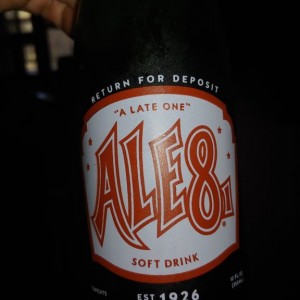 RETURN FOR DEPOSIT
"A LATE ONE"
ALE8.1
SOFT DRINK
EST 1926